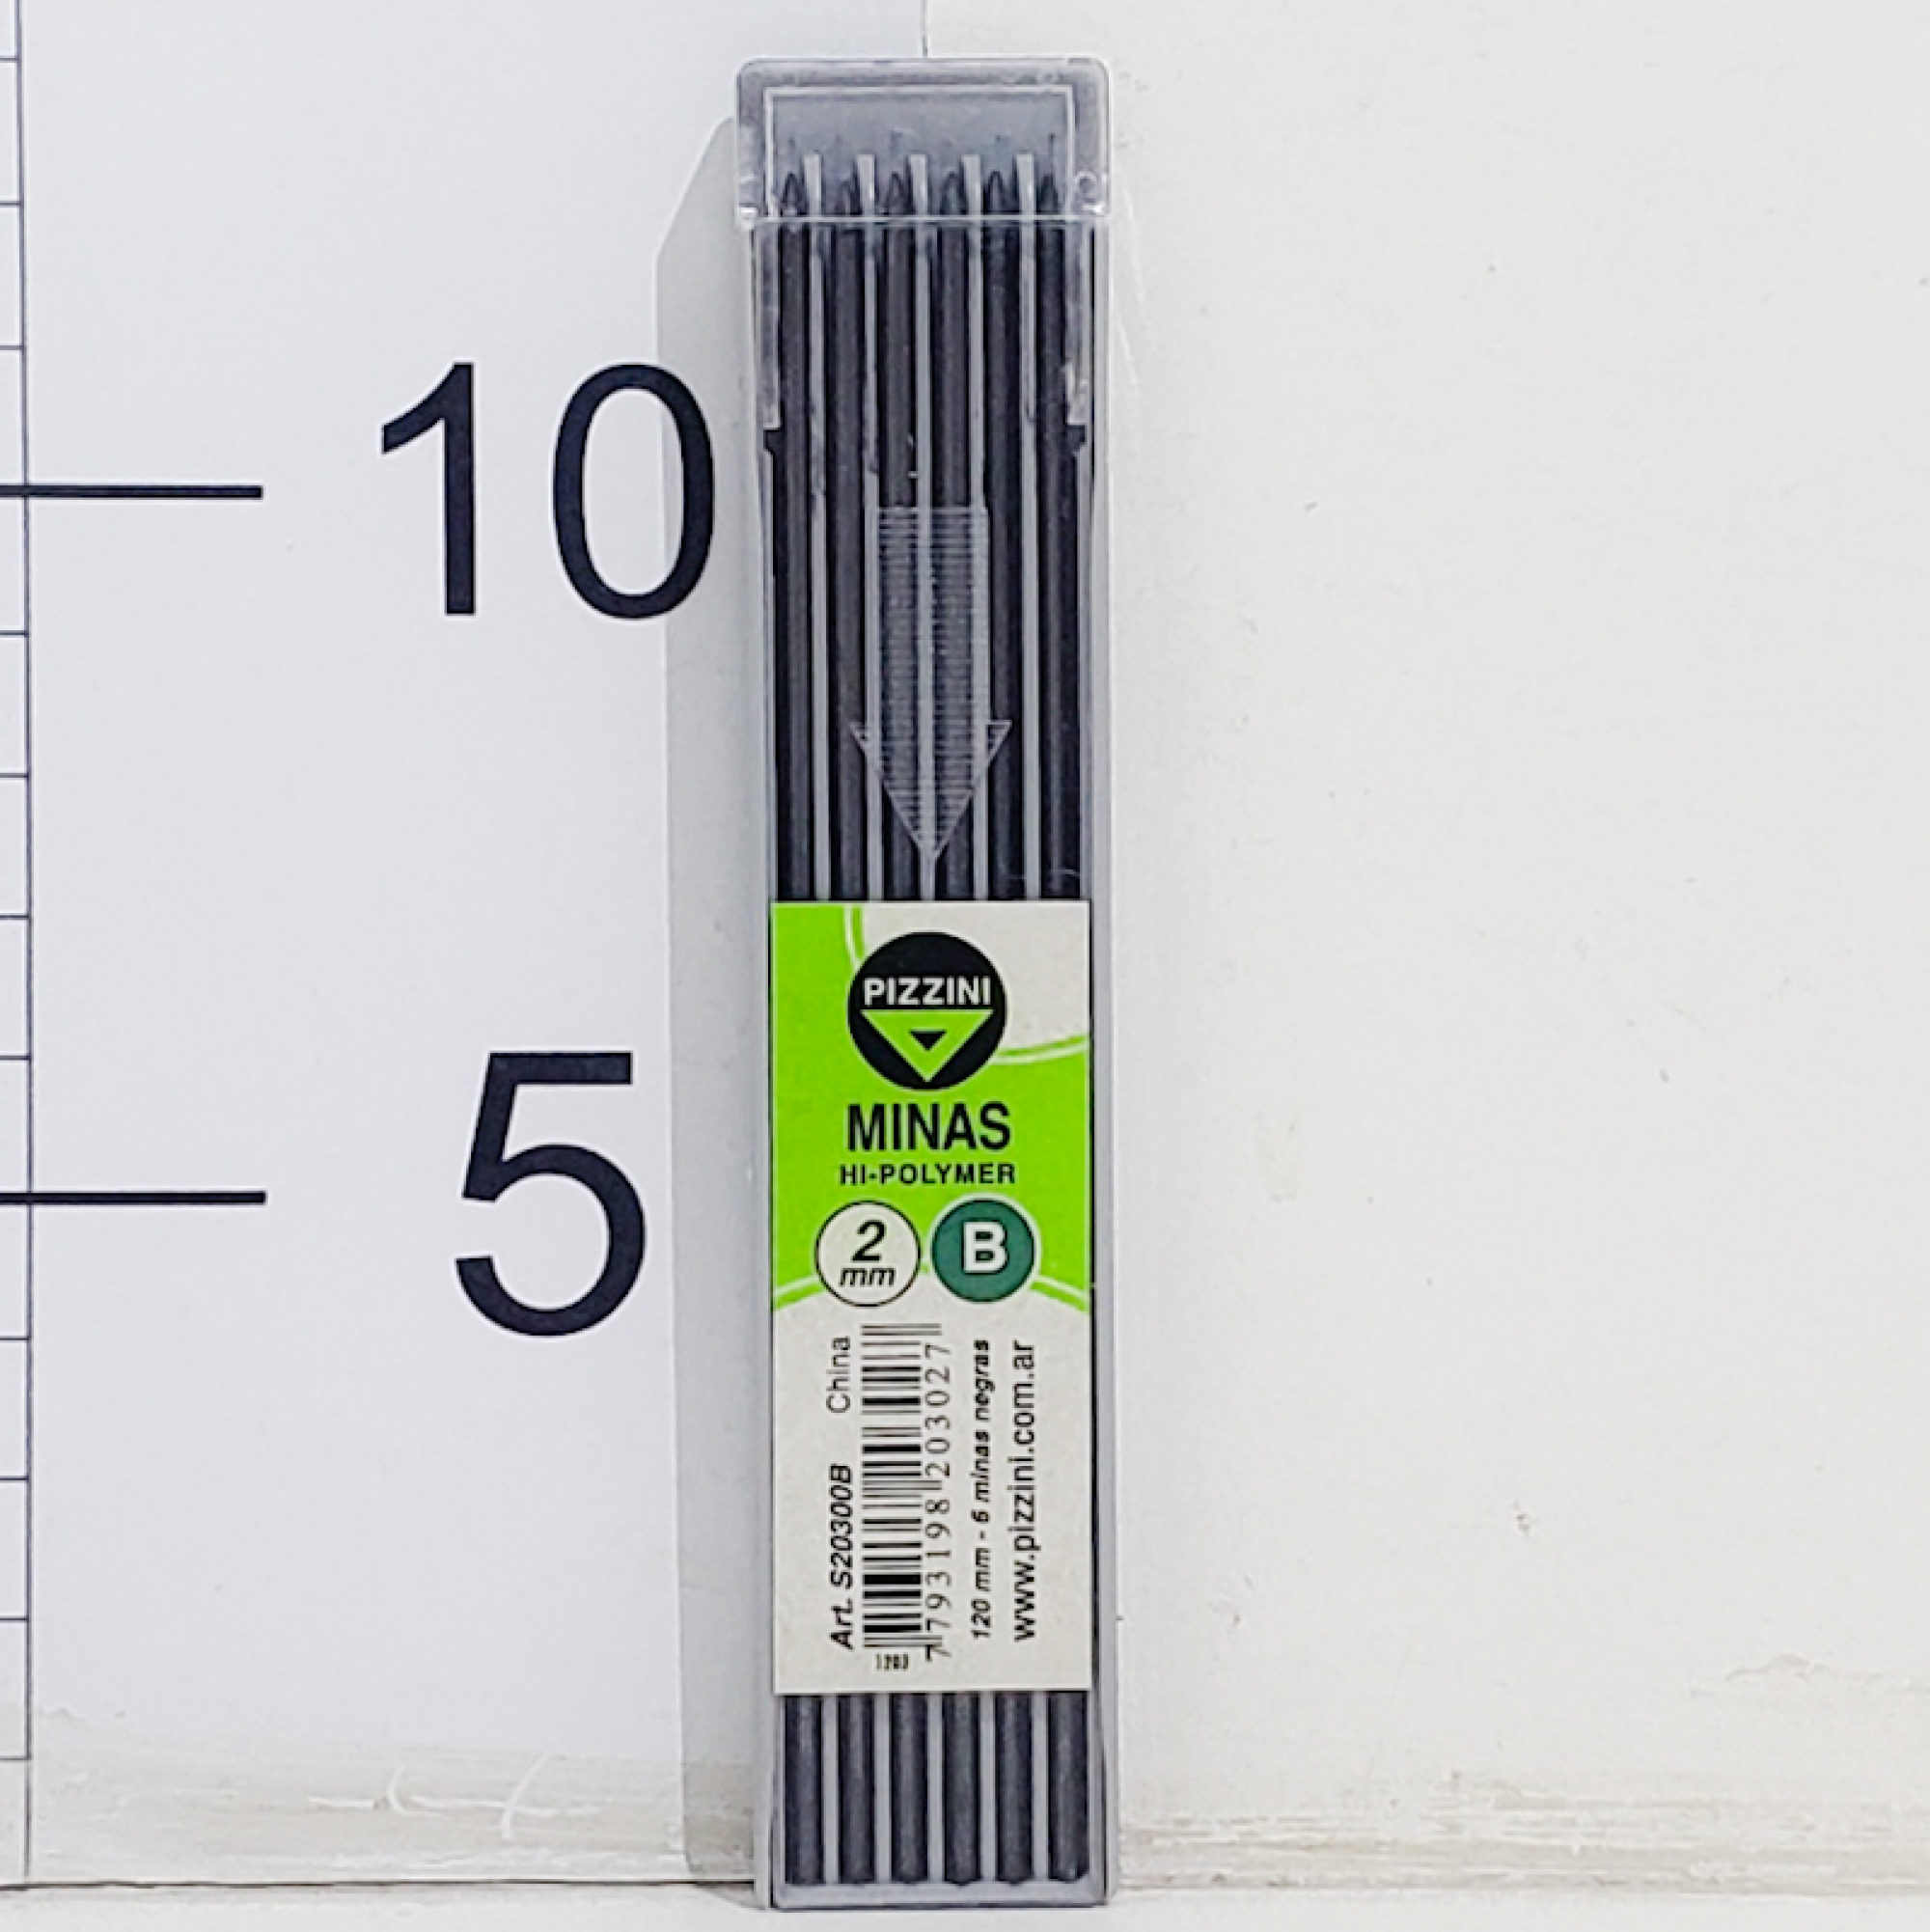 10
5
PIZZINI
MINAS
HI-POLYMER
2 mm
B
Art. S20300B China
7793198203027
120 mm - 6 minas negras
www.pizzini.com.ar
1203